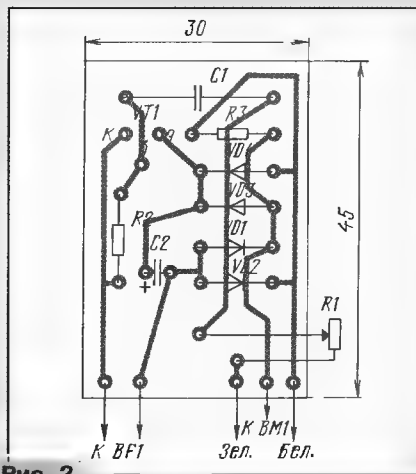 30
C1
VT1
R3
К
Э
VD4
VD3
45
R2
VD1
C2
VD2
+
R1
К BF1
Зел.
К BM1
Бел.
Рис. 2